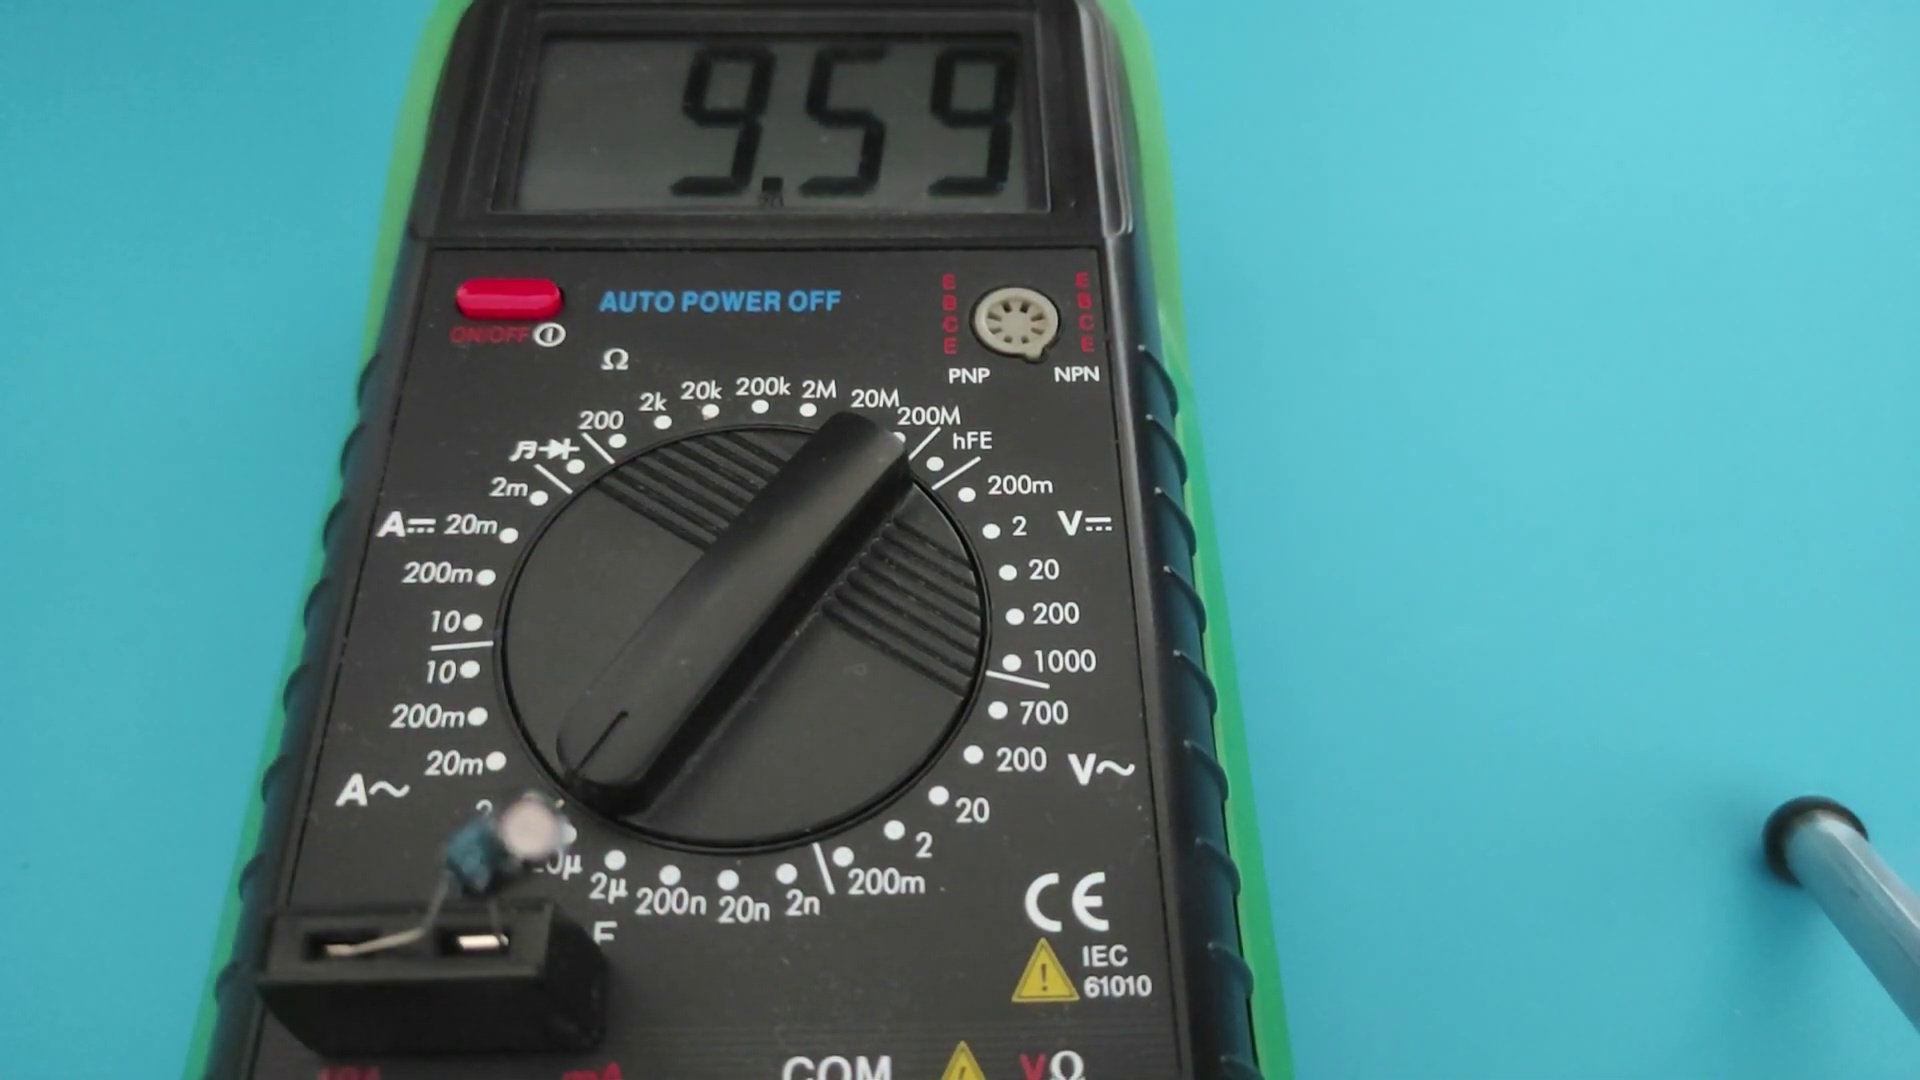 9.59
AUTO POWER OFF
ON/OFF
E
B
C
E
E
B
C
E
PNP
NPN
Ω
200
2k
20k
200k
2M
20M
200M
hFE
2m
A 20m
200m
10
10
200m
20m
A~
200m
2 V
20
200
1000
700
200 V~
20
2
200m
2µ
200n
20n
2n
F
CE
IEC
61010
COM
VΩ